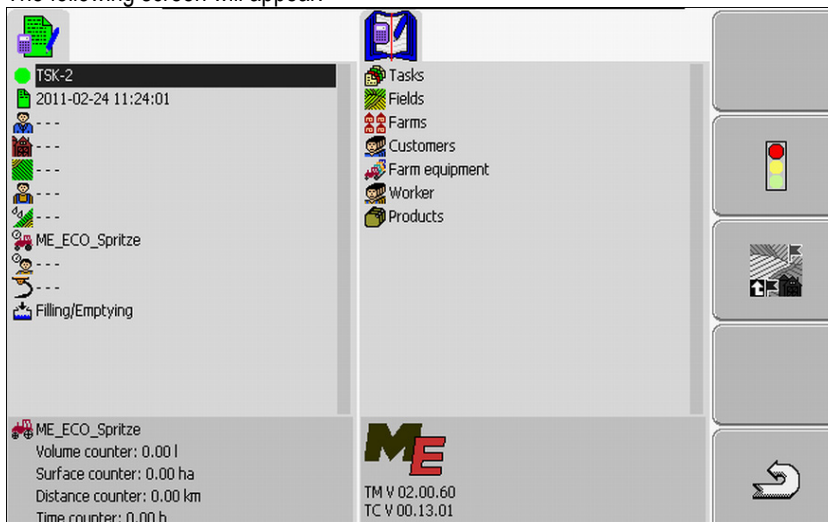 The following screen will appear:
TSK-2
2011-02-24 11:24:01
- - -
- - -
- - -
- - -
- - -
ME_ECO_Spritze
- - -
- - -
Filling/Emptying
ME_ECO_Spritze
Volume counter: 0.00 l
Surface counter: 0.00 ha
Distance counter: 0.00 km
Time counter: 0.00 h
Tasks
Fields
Farms
Customers
Farm equipment
Worker
Products
ME
TM V 02.00.60
TC V 00.13.01